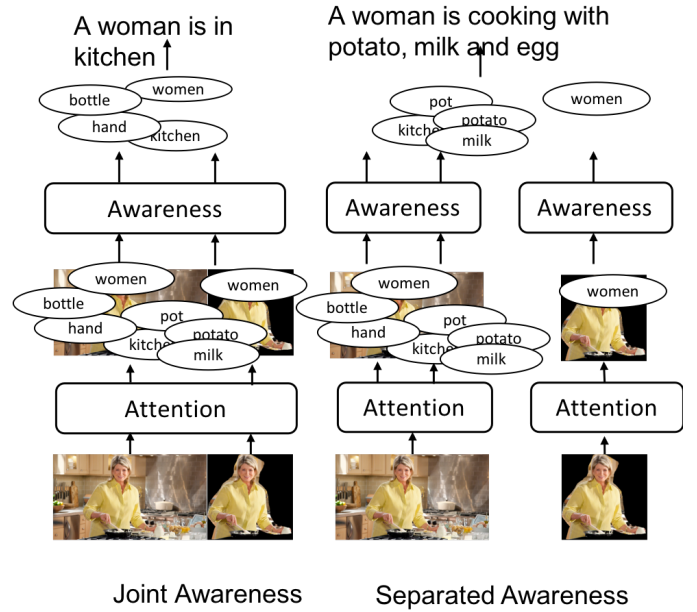 A woman is in
kitchen
A woman is cooking with
potato, milk and egg
women
bottle
hand
kitchen
pot
potato
kitche
milk
women
Awareness
Awareness
Awareness
women
women
bottle
pot
hand
potato
kitche
milk
women
bottle
pot
hand
potato
kitche
milk
women
Attention
Attention
Attention
Joint Awareness
Separated Awareness